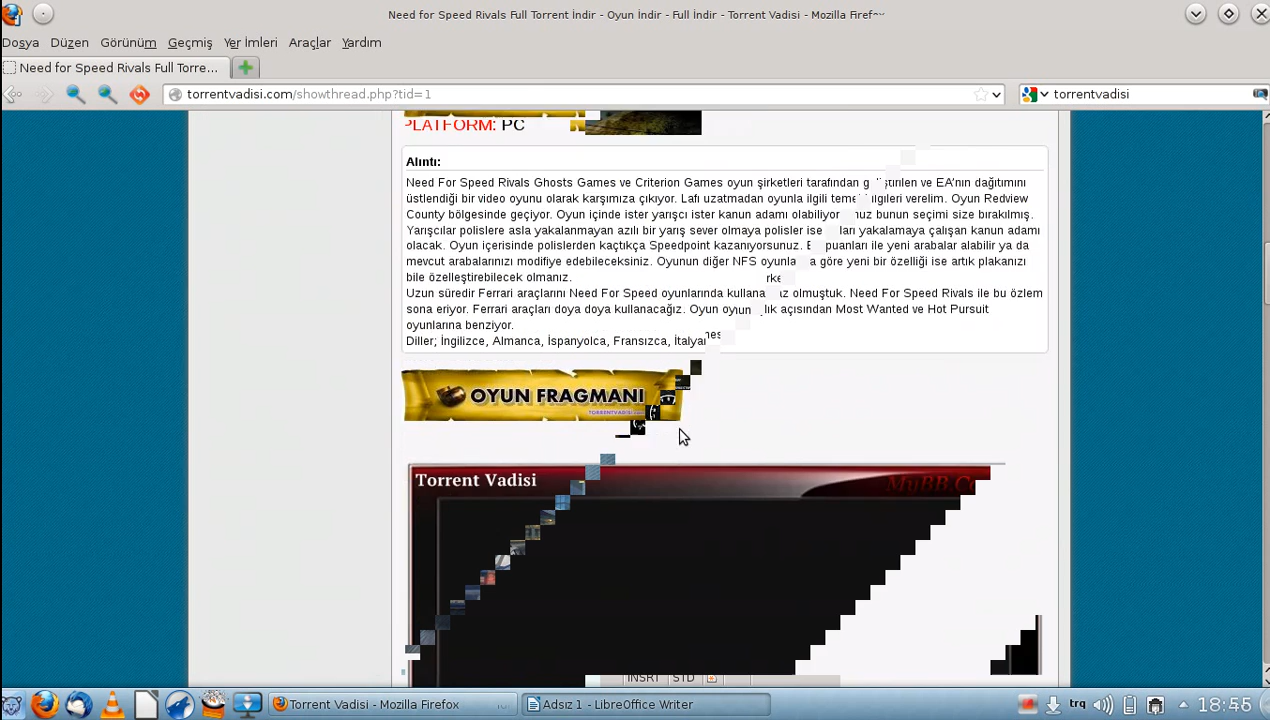 Need for Speed Rivals Full Torrent İndir - Oyun İndir - Full İndir - Torrent Vadisi - Mozilla Firefox
Dosya Düzen Görünüm Geçmiş Yer İmleri Araçlar Yardım
Need for Speed Rivals Full Torre...
torrentvadisi.com/showthread.php?tid=1
torrentvadisi
PLATFORM: PC
Alıntı:
Need For Speed Rivals Ghosts Games ve Criterion Games oyun şirketleri tarafından g iştirilen ve EA'nın dağıtımını
üstlendiği bir video oyunu olarak karşımıza çıkıyor. Lafı uzatmadan oyunla ilgili teme ilgileri verelim. Oyun Redview
County bölgesinde geçiyor. Oyun içinde ister yarışçı ister kanun adamı olabiliyor uz bunun seçimi size bırakılmış.
Yarışcılar polislere asla yakalanmayan azılı bir yarış sever olmaya polisler ise ları yakalamaya çalışan kanun adamı
olacak. Oyun içerisinde polislerden kaçtıkça Speedpoint kazanıyorsunuz. B puanları ile yeni arabalar alabilir ya da
mevcut arabalarınızı modifiye edebileceksiniz. Oyunun diğer NFS oyunla a göre yeni bir özelliği ise artık plakanızı
bile özelleştirebilecek olmanız. rke
Uzun süredir Ferrari araçlarını Need For Speed oyunlarında kullana z olmuştuk. Need For Speed Rivals ile bu özlem
sona eriyor. Ferrari araçları doya doya kullanacağız. Oyun oyun lık açısından Most Wanted ve Hot Pursuit
oyunlarına benziyor.
Diller; İngilizce, Almanca, İspanyolca, Fransızca, İtalyan nes
OYUN FRAGMANI
TORRENTVADISI.com
Torrent Vadisi
MyBB.C
INSRT STD
Torrent Vadisi - Mozilla Firefox
Adsız 1 - LibreOffice Writer
trq